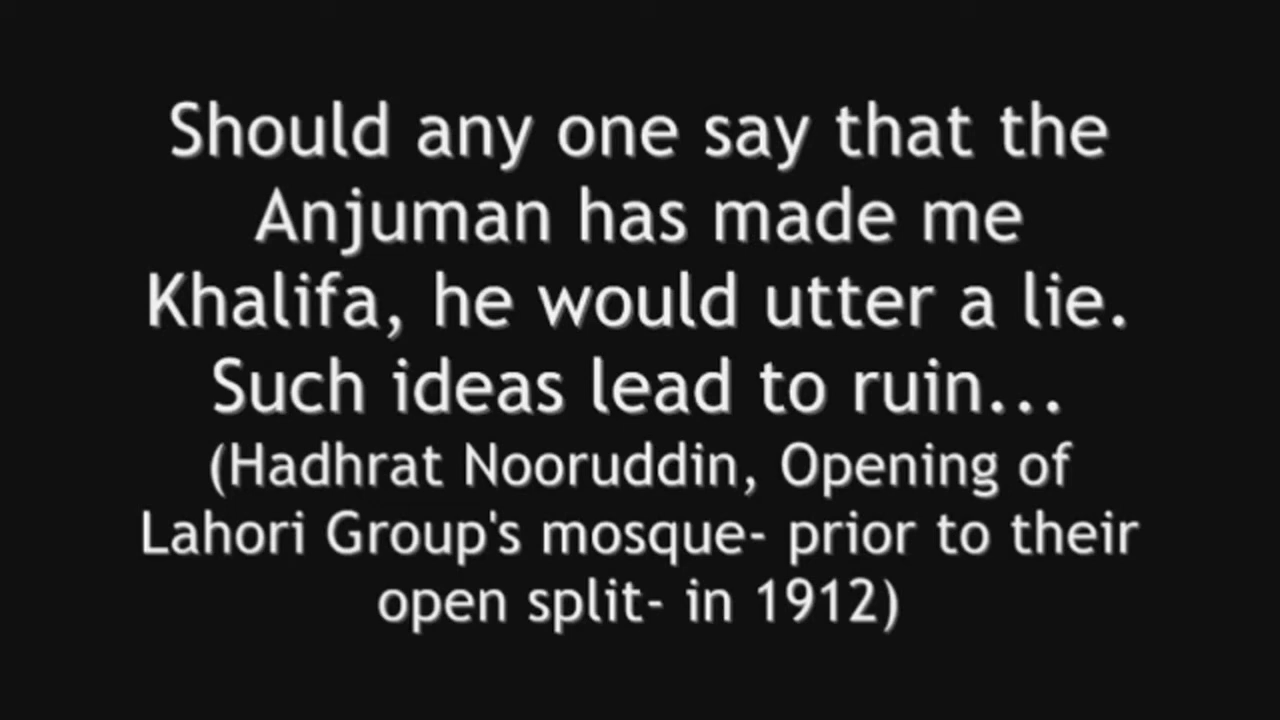 Should any one say that the
Anjuman has made me
Khalifa, he would utter a lie.
Such ideas lead to ruin...
(Hadhrat Nooruddin, Opening of
Lahori Group's mosque- prior to their
open split- in 1912)